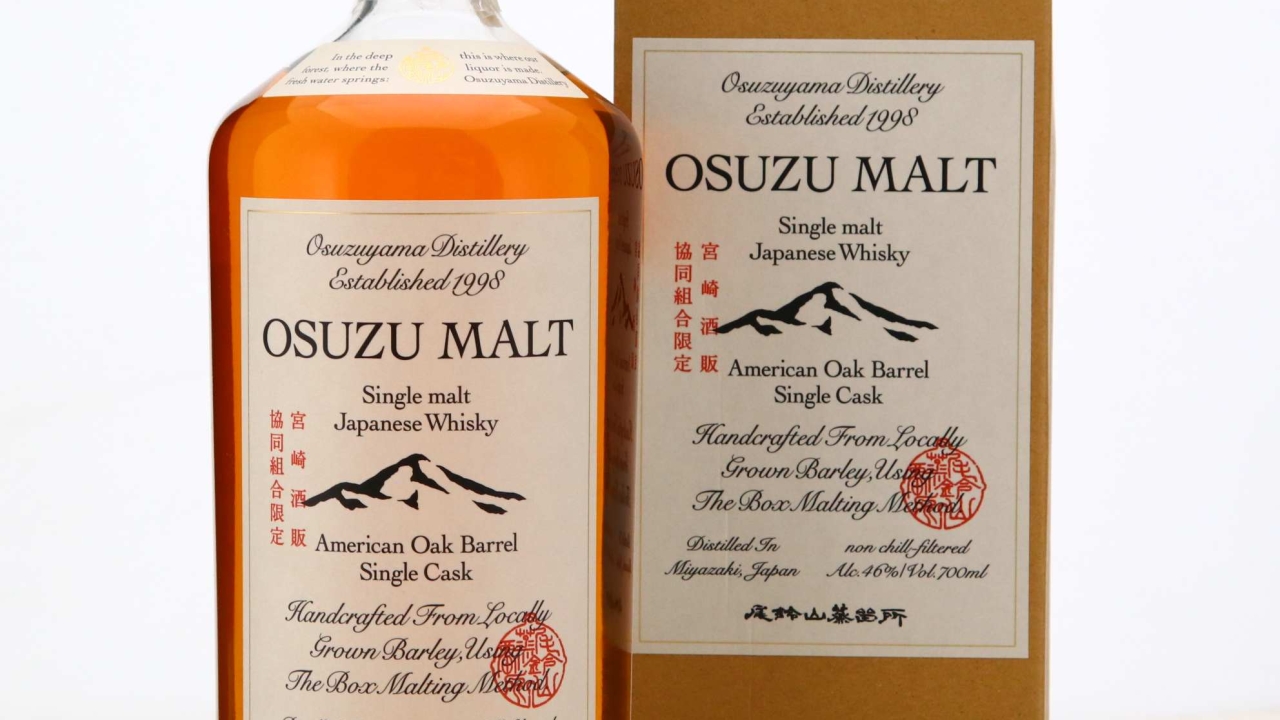 In the deep
forest, where the
fresh water springs;
this is where our
liquor is made.
Osuzuyama Distillery
Osuzuyama Distillery
Established 1998
OSUZU MALT
Single malt
Japanese Whisky
宮崎酒販
協同組合限定
American Oak Barrel
Single Cask
Handcrafted From Locally
Grown Barley, Using
The Box Malting Method,
Osuzuyama Distillery
Established 1998
OSUZU MALT
Single malt
Japanese Whisky
宮崎酒販
協同組合限定
American Oak Barrel
Single Cask
Handcrafted From Locally
Grown Barley, Using
The Box Malting Method,
Distilled In
Miyazaki, Japan
non chill-filtered
Alc.46%/Vol.700ml
尾鈴山蒸留所